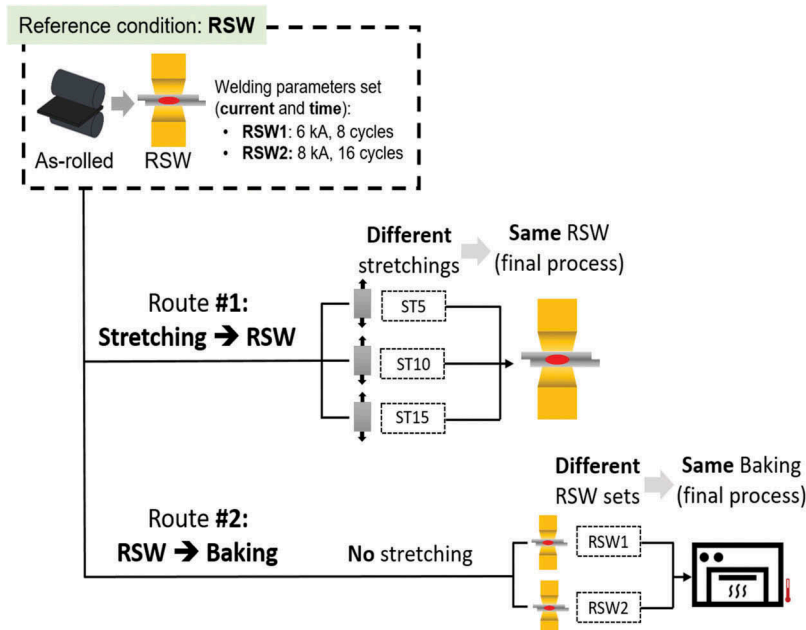 Reference condition: RSW
As-rolled
RSW
Welding parameters set
(current and time):
• RSW1: 6 kA, 8 cycles
• RSW2: 8 kA, 16 cycles
Different
stretchings
Same RSW
(final process)
Route #1:
Stretching ➔ RSW
ST5
ST10
ST15
Different
RSW sets
Same Baking
(final process)
Route #2:
RSW ➔ Baking
No stretching
RSW1
RSW2